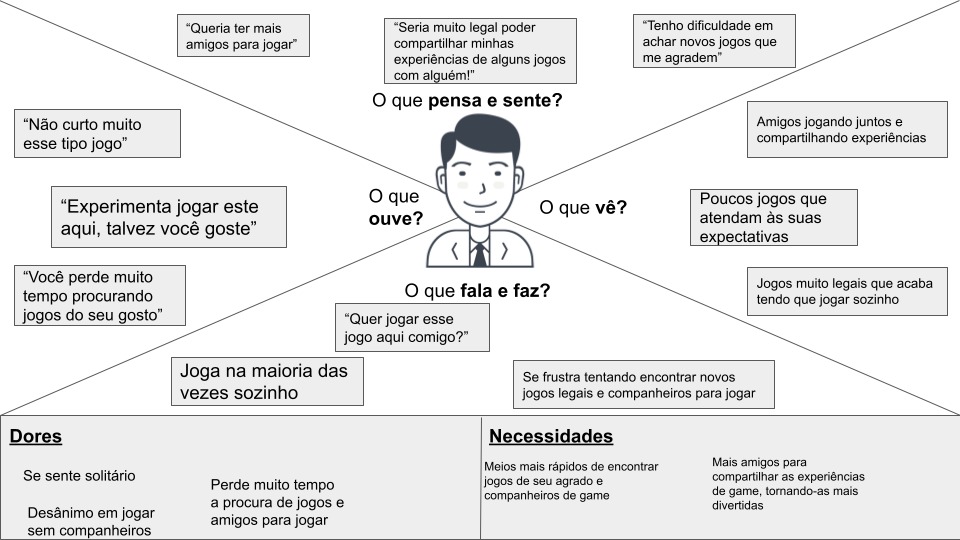 “Queria ter mais
amigos para jogar”
“Seria muito legal poder
compartilhar minhas
experiências de alguns jogos
com alguém!”
“Tenho dificuldade em
achar novos jogos que
me agradem”
O que pensa e sente?
“Não curto muito
esse tipo jogo”
“Experimenta jogar este
aqui, talvez você goste”
“Você perde muito
tempo procurando
jogos do seu gosto”
O que
ouve?
O que vê?
Amigos jogando juntos e
compartilhando experiências
Poucos jogos que
atendam às suas
expectativas
Jogos muito legais que acaba
tendo que jogar sozinho
O que fala e faz?
“Quer jogar esse
jogo aqui comigo?”
Joga na maioria das
vezes sozinho
Se frustra tentando encontrar novos
jogos legais e companheiros para jogar
Dores
Se sente solitário
Desânimo em jogar
sem companheiros
Perde muito tempo
a procura de jogos e
amigos para jogar
Necessidades
Meios mais rápidos de encontrar
jogos de seu agrado e
companheiros de game
Mais amigos para
compartilhar as experiências
de game, tornando-as mais
divertidas